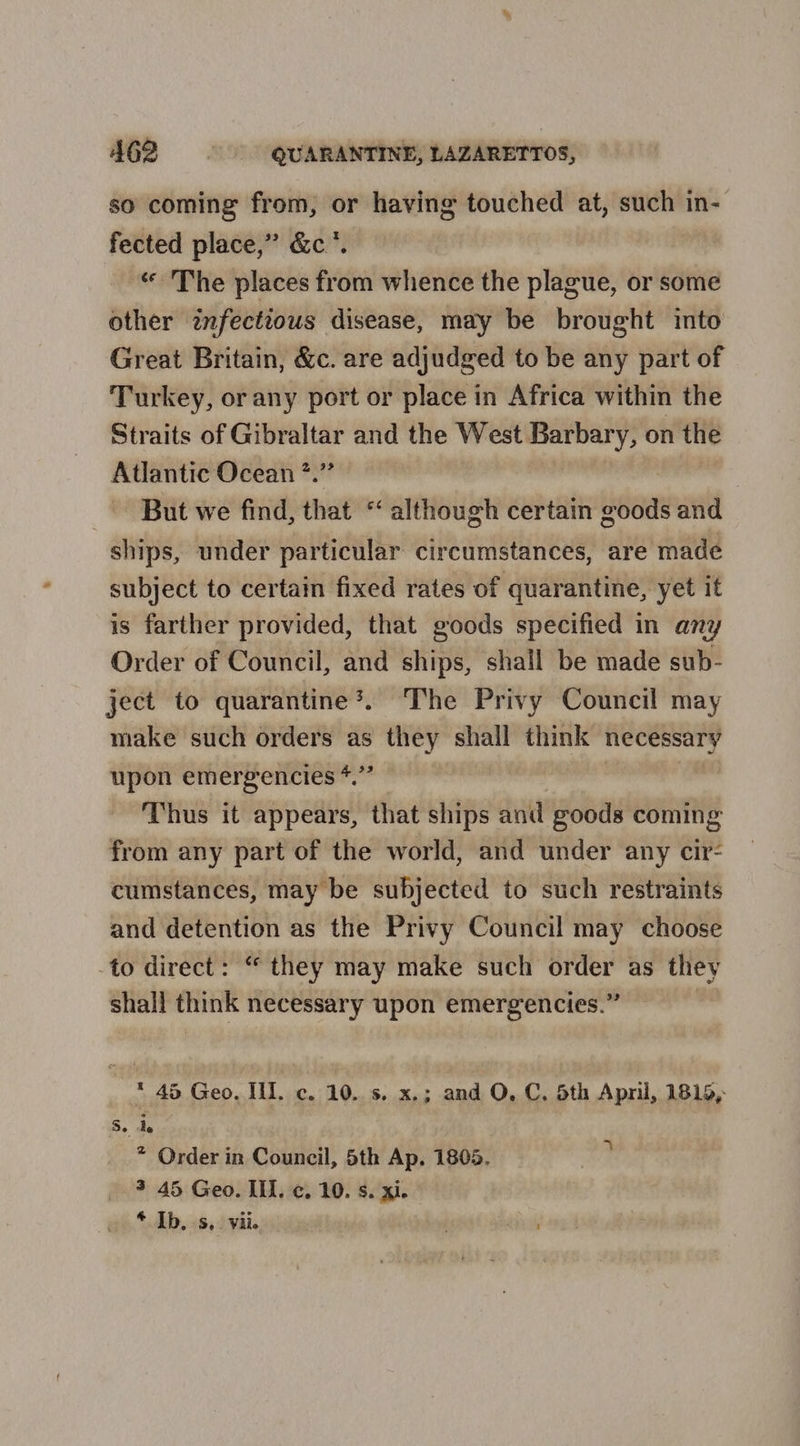 462 QUARANTINE, LAZARETTOS,
so coming from, or having touched at, such in-
fected place,” &c ¹.
“ The places from whence the plague, or some
other infectious disease, may be brought into
Great Britain, &c. are adjudged to be any part of
Turkey, or any port or place in Africa within the
Straits of Gibraltar and the West Barbary, on the
Atlantic Ocean ².”
But we find, that “ although certain goods and
ships, under particular circumstances, are made
subject to certain fixed rates of quarantine, yet it
is farther provided, that goods specified in any
Order of Council, and ships, shall be made sub-
ject to quarantine ³. The Privy Council may
make such orders as they shall think necessary
upon emergencies ⁴.”
Thus it appears, that ships and goods coming
from any part of the world, and under any cir-
cumstances, may be subjected to such restraints
and detention as the Privy Council may choose
to direct: “ they may make such order as they
shall think necessary upon emergencies.”
¹ 45 Geo. III. c. 10. s. x.; and O. C. 5th April, 1815,
s. i.
² Order in Council, 5th Ap. 1805.
³ 45 Geo. III. c. 10. s. xi.
⁴ Ib. s. vii.